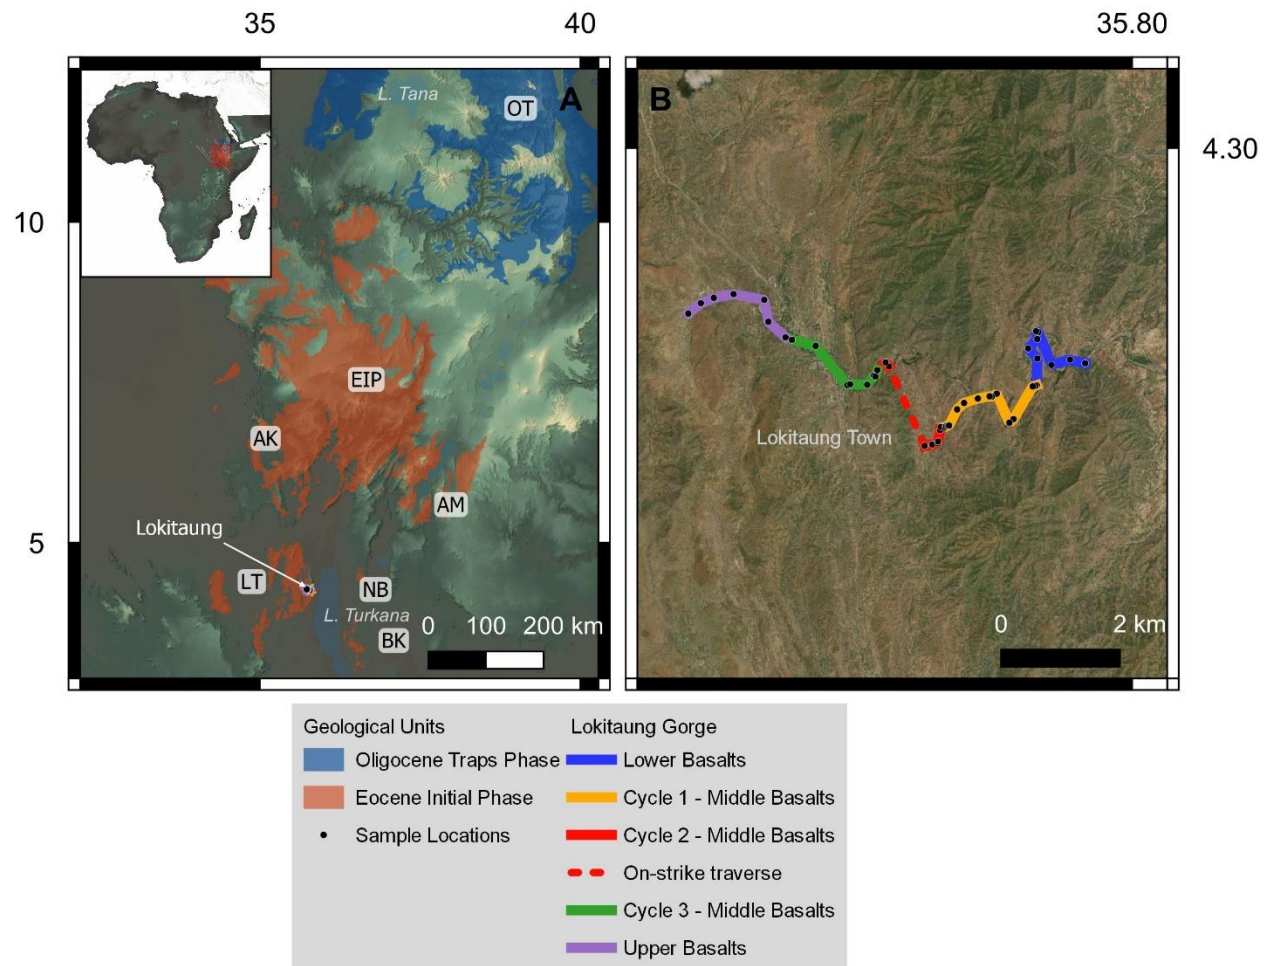 35
40
35.80
L. Tana
A
OT
B
4.30
10
EIP
AK
AM
Lokitaung
Lokitaung Town
5
LT
NB
L. Turkana
BK
0 100 200 km
0 2 km
Geological Units
Oligocene Traps Phase
Eocene Initial Phase
Sample Locations
Lokitaung Gorge
Lower Basalts
Cycle 1 - Middle Basalts
Cycle 2 - Middle Basalts
On-strike traverse
Cycle 3 - Middle Basalts
Upper Basalts